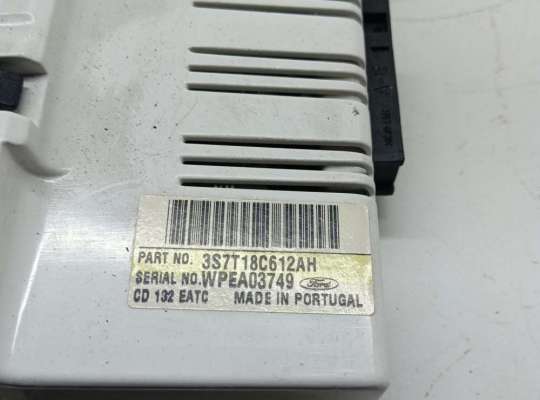 PART NO. 3S7T18C612AH
SERIAL NO. WPEA03749
Ford
CD 132 EATC MADE IN PORTUGAL